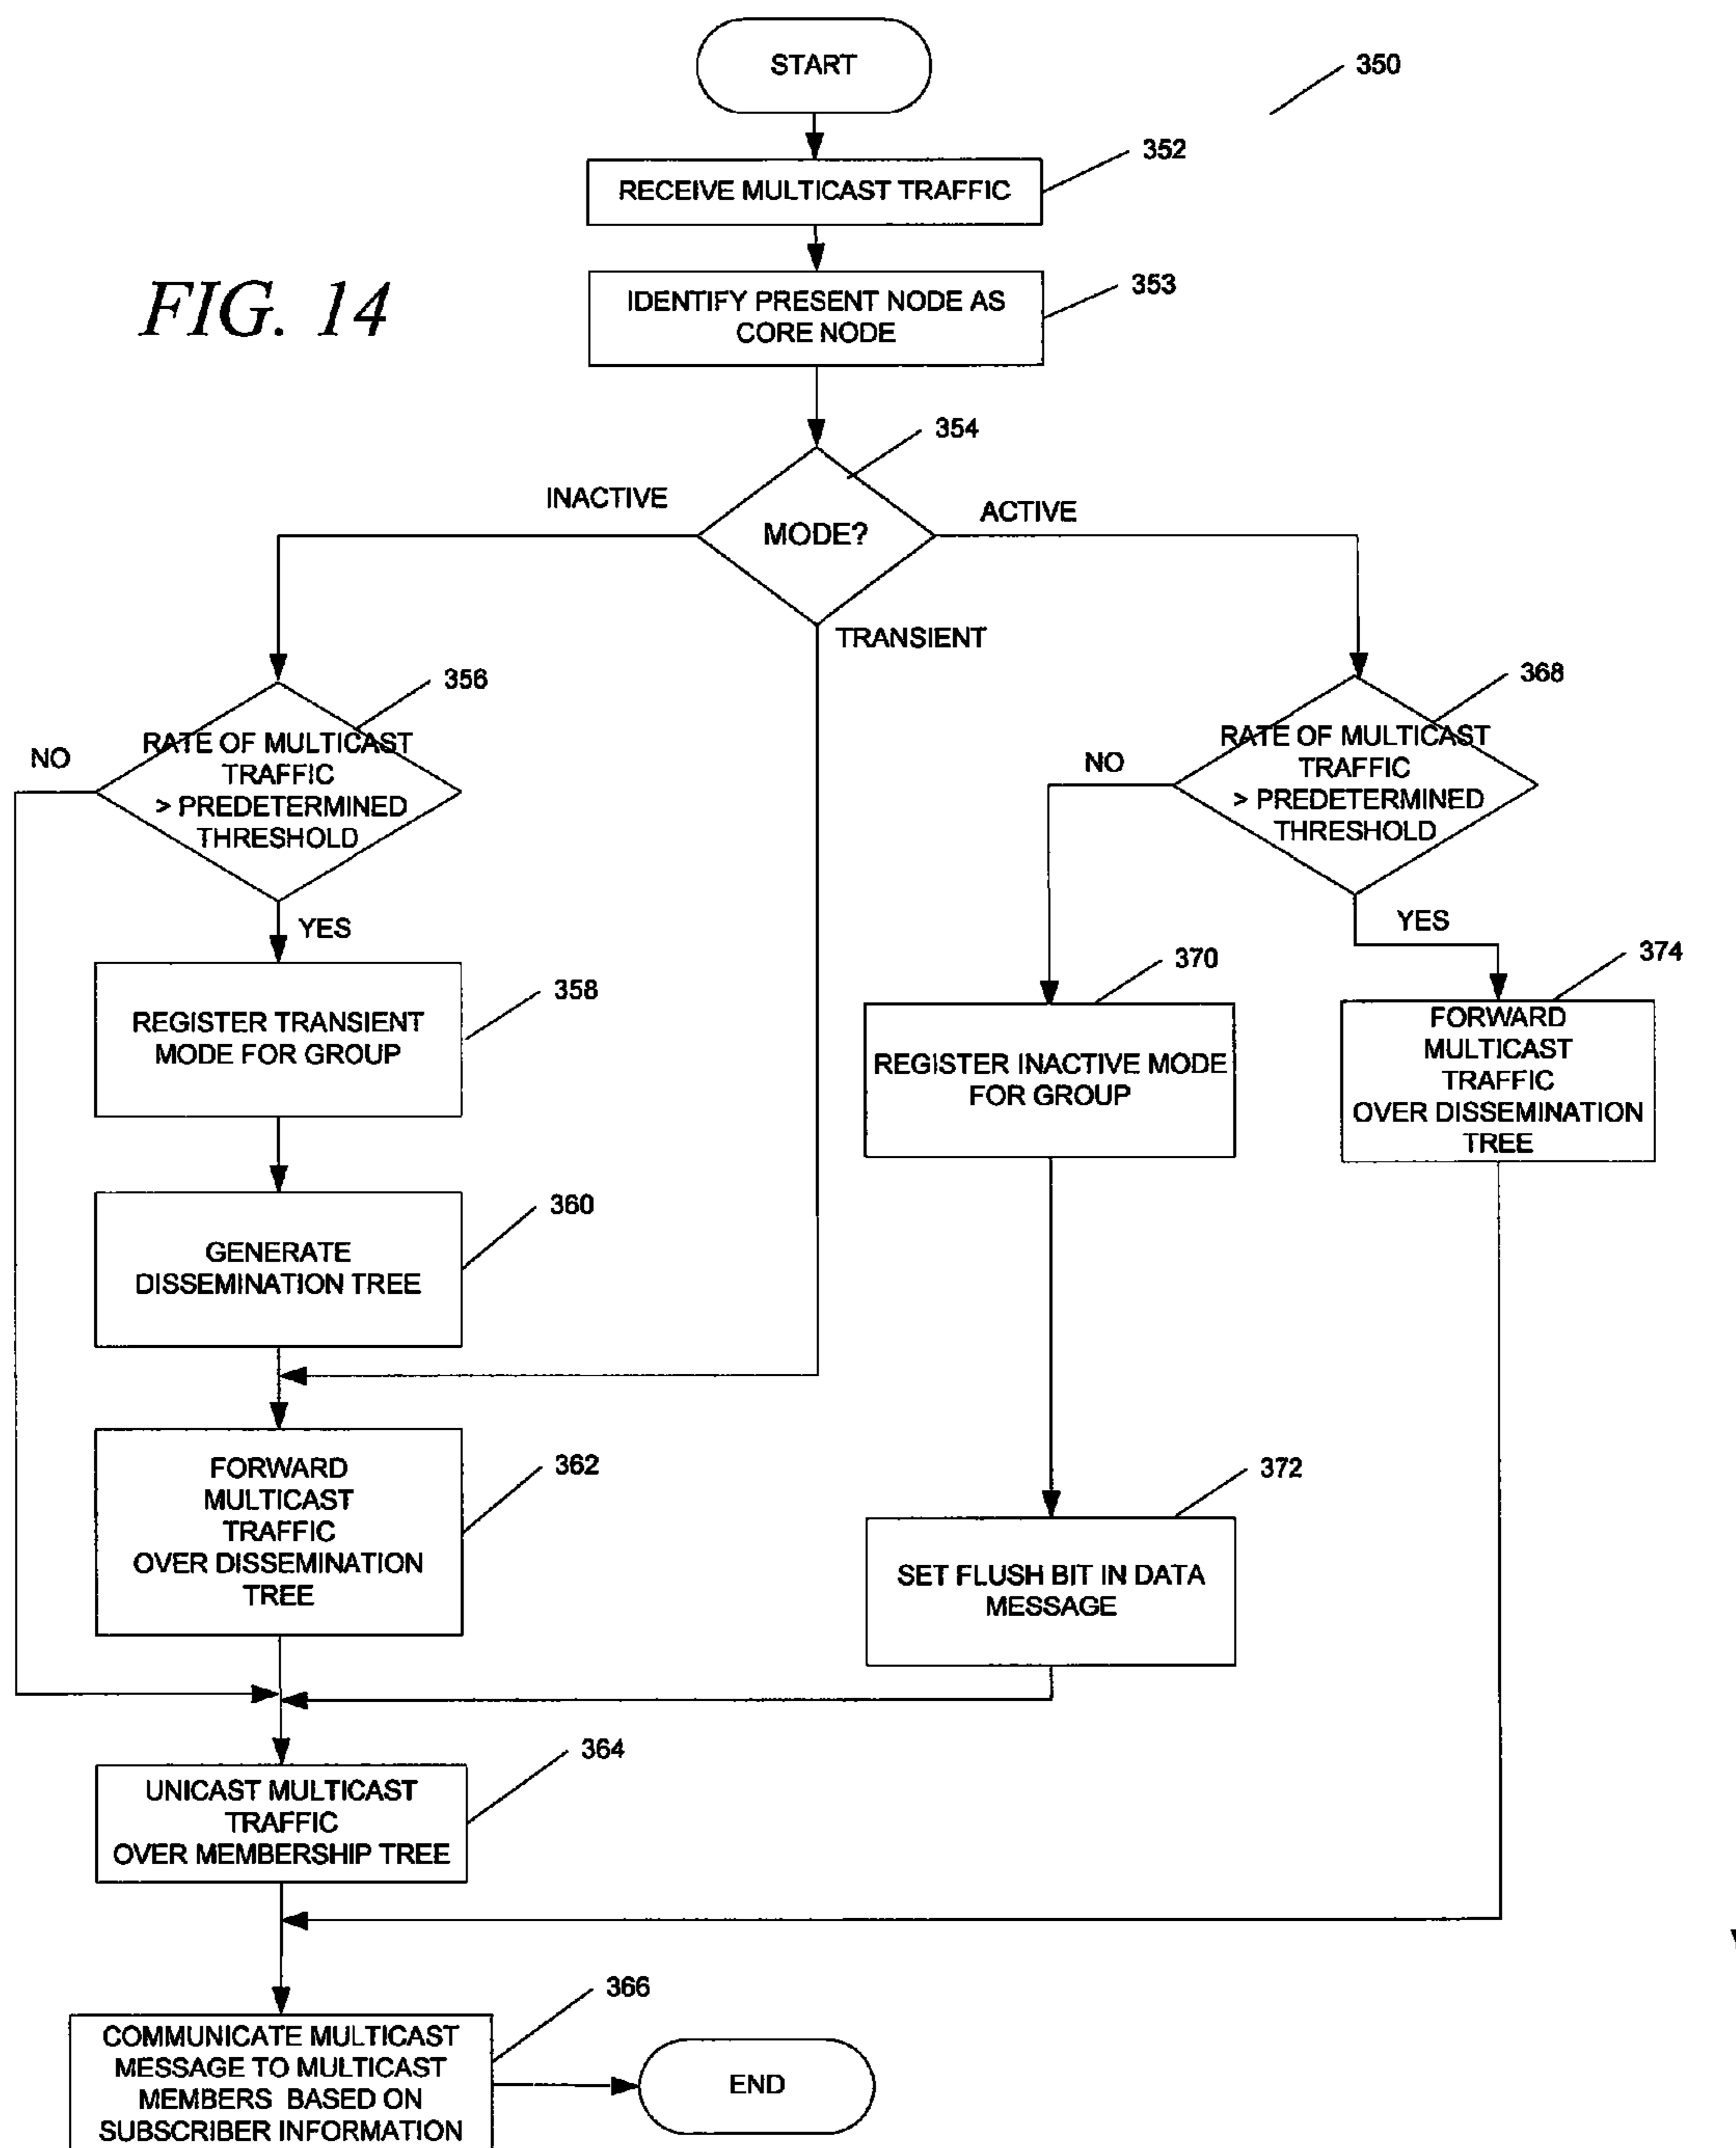 START
350
352
RECEIVE MULTICAST TRAFFIC
FIG. 14
353
IDENTIFY PRESENT NODE AS
CORE NODE
354
INACTIVE
ACTIVE
MODE?
TRANSIENT
356
RATE OF MULTICAST
TRAFFIC
> PREDETERMINED
THRESHOLD
NO
YES
368
RATE OF MULTICAST
TRAFFIC
> PREDETERMINED
THRESHOLD
NO
YES
358
REGISTER TRANSIENT
MODE FOR GROUP
370
REGISTER INACTIVE MODE
FOR GROUP
374
FORWARD
MULTICAST
TRAFFIC
OVER DISSEMINATION
TREE
360
GENERATE
DISSEMINATION TREE
362
FORWARD
MULTICAST
TRAFFIC
OVER DISSEMINATION
TREE
372
SET FLUSH BIT IN DATA
MESSAGE
364
UNICAST MULTICAST
TRAFFIC
OVER MEMBERSHIP TREE
366
COMMUNICATE MULTICAST
MESSAGE TO MULTICAST
MEMBERS BASED ON
SUBSCRIBER INFORMATION
END